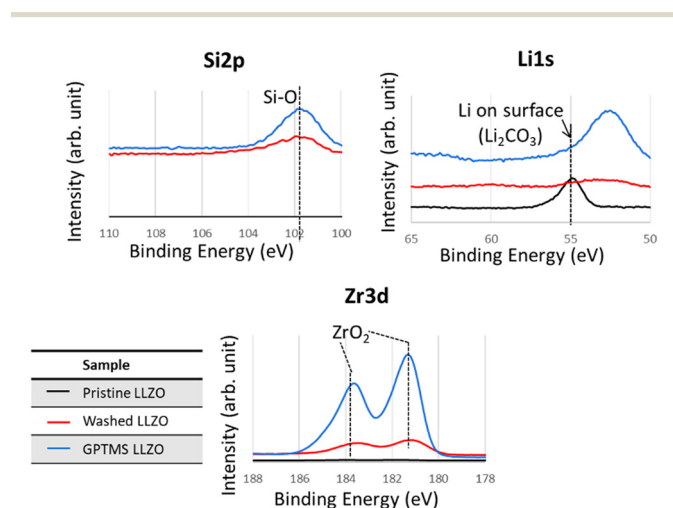 Si2p
Intensity (arb. unit)
Si-O
110 108 106 104 102 100
Binding Energy (eV)
Li1s
Intensity (arb. unit)
Li on surface
(Li₂CO₃)
65 60 55 50
Binding Energy (eV)
Zr3d
Intensity (arb. unit)
ZrO₂
188 186 184 182 180 178
Binding Energy (eV)
Sample
Pristine LLZO
Washed LLZO
GPTMS LLZO